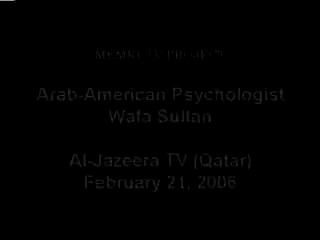 Arab-American Psychologist
Wafa Sultan
Al-Jazeera TV (Qatar)
February 21, 2006